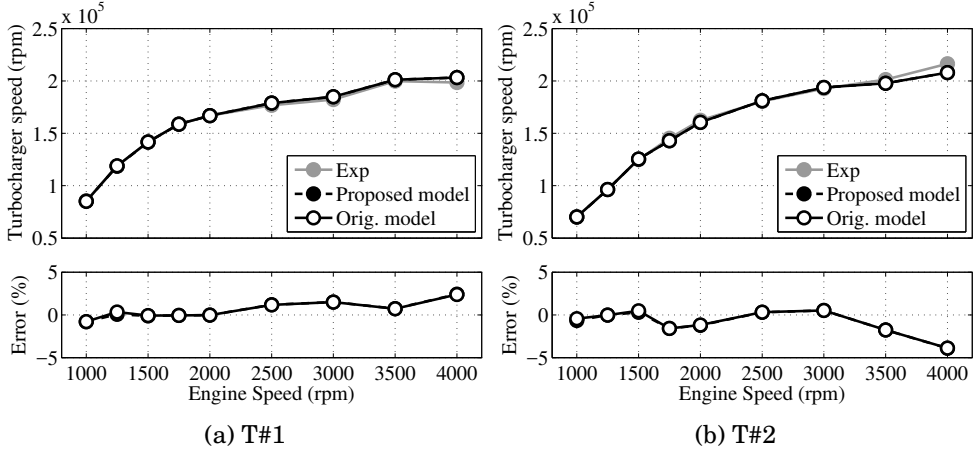 x 10^5
2.5
2
1.5
1
0.5
Turbocharger speed (rpm)
Exp
Proposed model
Orig. model
5
0
−5
Error (%)
1000 1500 2000 2500 3000 3500 4000
Engine Speed (rpm)
(a) T#1
x 10^5
2.5
2
1.5
1
0.5
Turbocharger speed (rpm)
Exp
Proposed model
Orig. model
5
0
−5
Error (%)
1000 1500 2000 2500 3000 3500 4000
Engine Speed (rpm)
(b) T#2